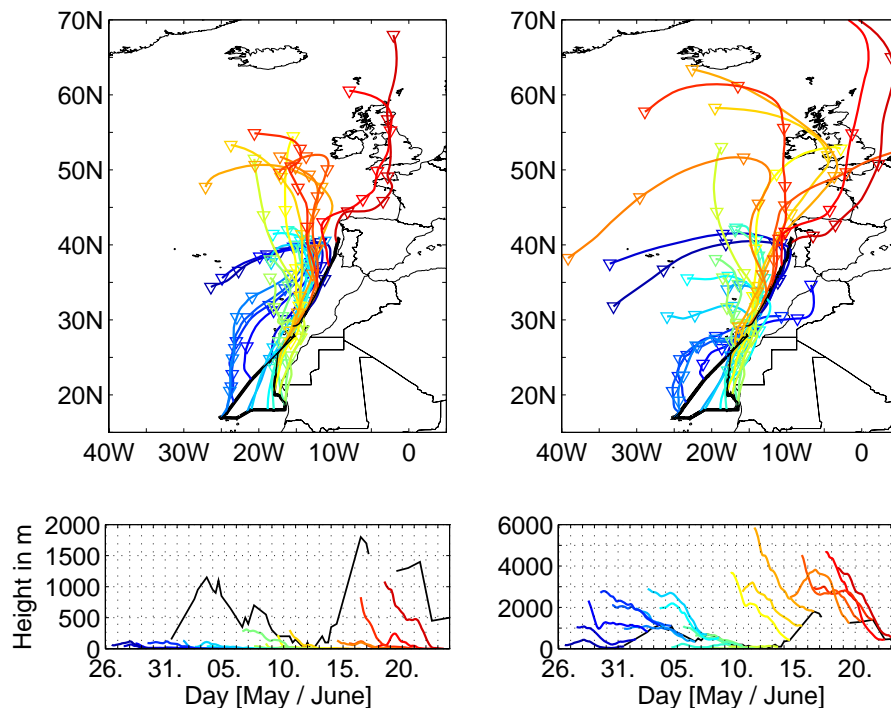 70N 70N
60N 60N
50N 50N
40N 40N
30N 30N
20N 20N
40W 30W 20W 10W 0 40W 30W 20W 10W 0
2000 6000
1500
4000
1000
2000
500
0 0
Height in m
26. 31. 05. 10. 15. 20. 26. 31. 05. 10. 15. 20.
Day [May / June] Day [May / June]